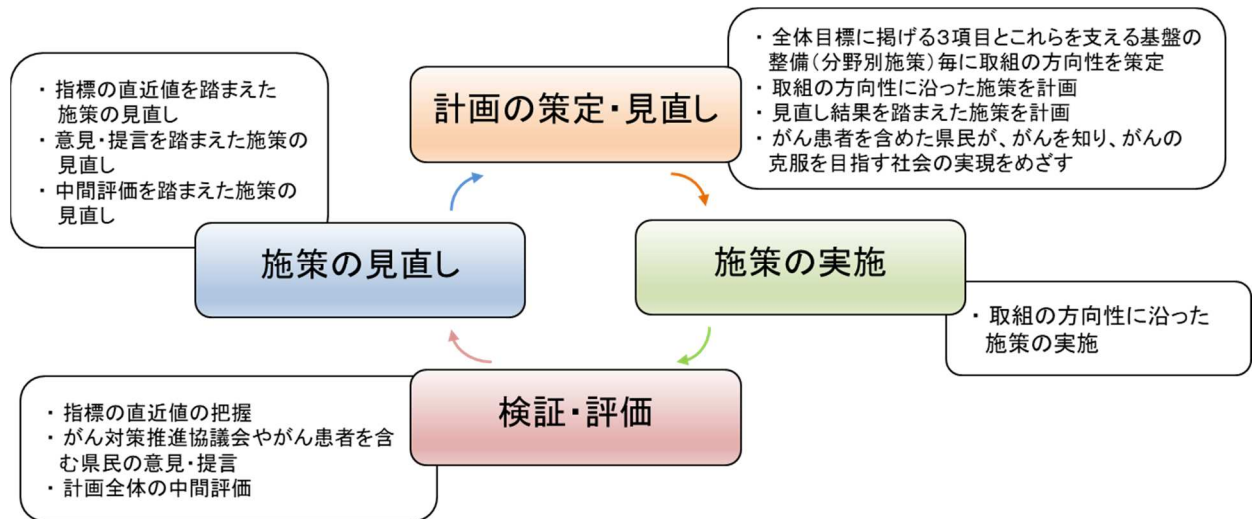 計画の策定・見直し
・ 全体目標に掲げる3項目とこれらを支える基盤の
整備(分野別施策)毎に取組の方向性を策定
・ 取組の方向性に沿った施策を計画
・ 見直し結果を踏まえた施策を計画
・ がん患者を含めた県民が、がんを知り、がんの
克服を目指す社会の実現をめざす
施策の実施
・ 取組の方向性に沿った
施策の実施
検証・評価
・ 指標の直近値の把握
・ がん対策推進協議会やがん患者を含
む県民の意見・提言
・ 計画全体の中間評価
施策の見直し
・ 指標の直近値を踏まえた
施策の見直し
・ 意見・提言を踏まえた施策の
見直し
・ 中間評価を踏まえた施策の
見直し